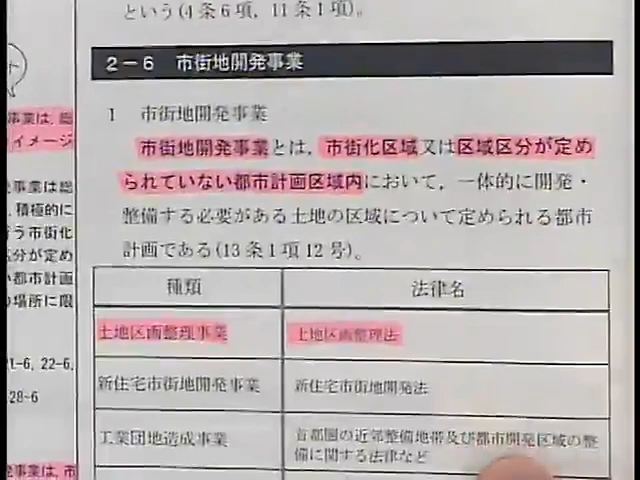 という(4条6項，11条1項)。
2－6 市街地開発事業
1 市街地開発事業
市街地開発事業とは，市街化区域又は区域区分が定め
られていない都市計画区域内において，一体的に開発・
整備する必要がある土地の区域について定められる都市
計画である(13条1項12号)。
種類 法律名
土地区画整理事業 土地区画整理法
新住宅市街地開発事業 新住宅市街地開発法
工業団地造成事業 首都圏の近郊整備地帯及び都市開発区域の整
備に関する法律など
事業は，総
イメージ
事業は総
，積極的に
う市街化
区分が定め
い都市計画
の場所に限
21-6, 22-6,
28-6
事業は，市